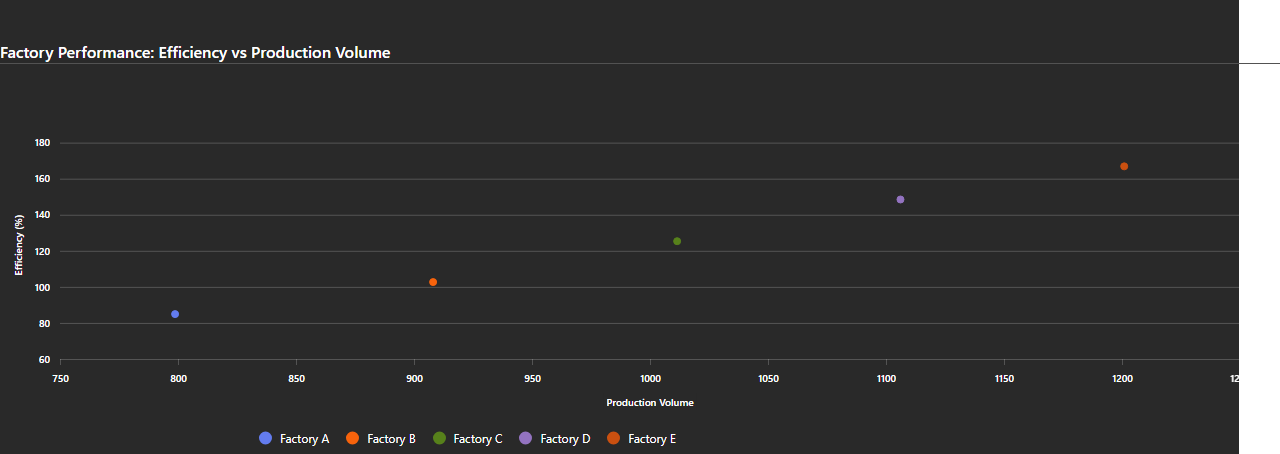 Factory Performance: Efficiency vs Production Volume
180
160
140
120
100
80
60
Efficiency (%)
750 800 850 900 950 1000 1050 1100 1150 1200 12
Production Volume
Factory A Factory B Factory C Factory D Factory E